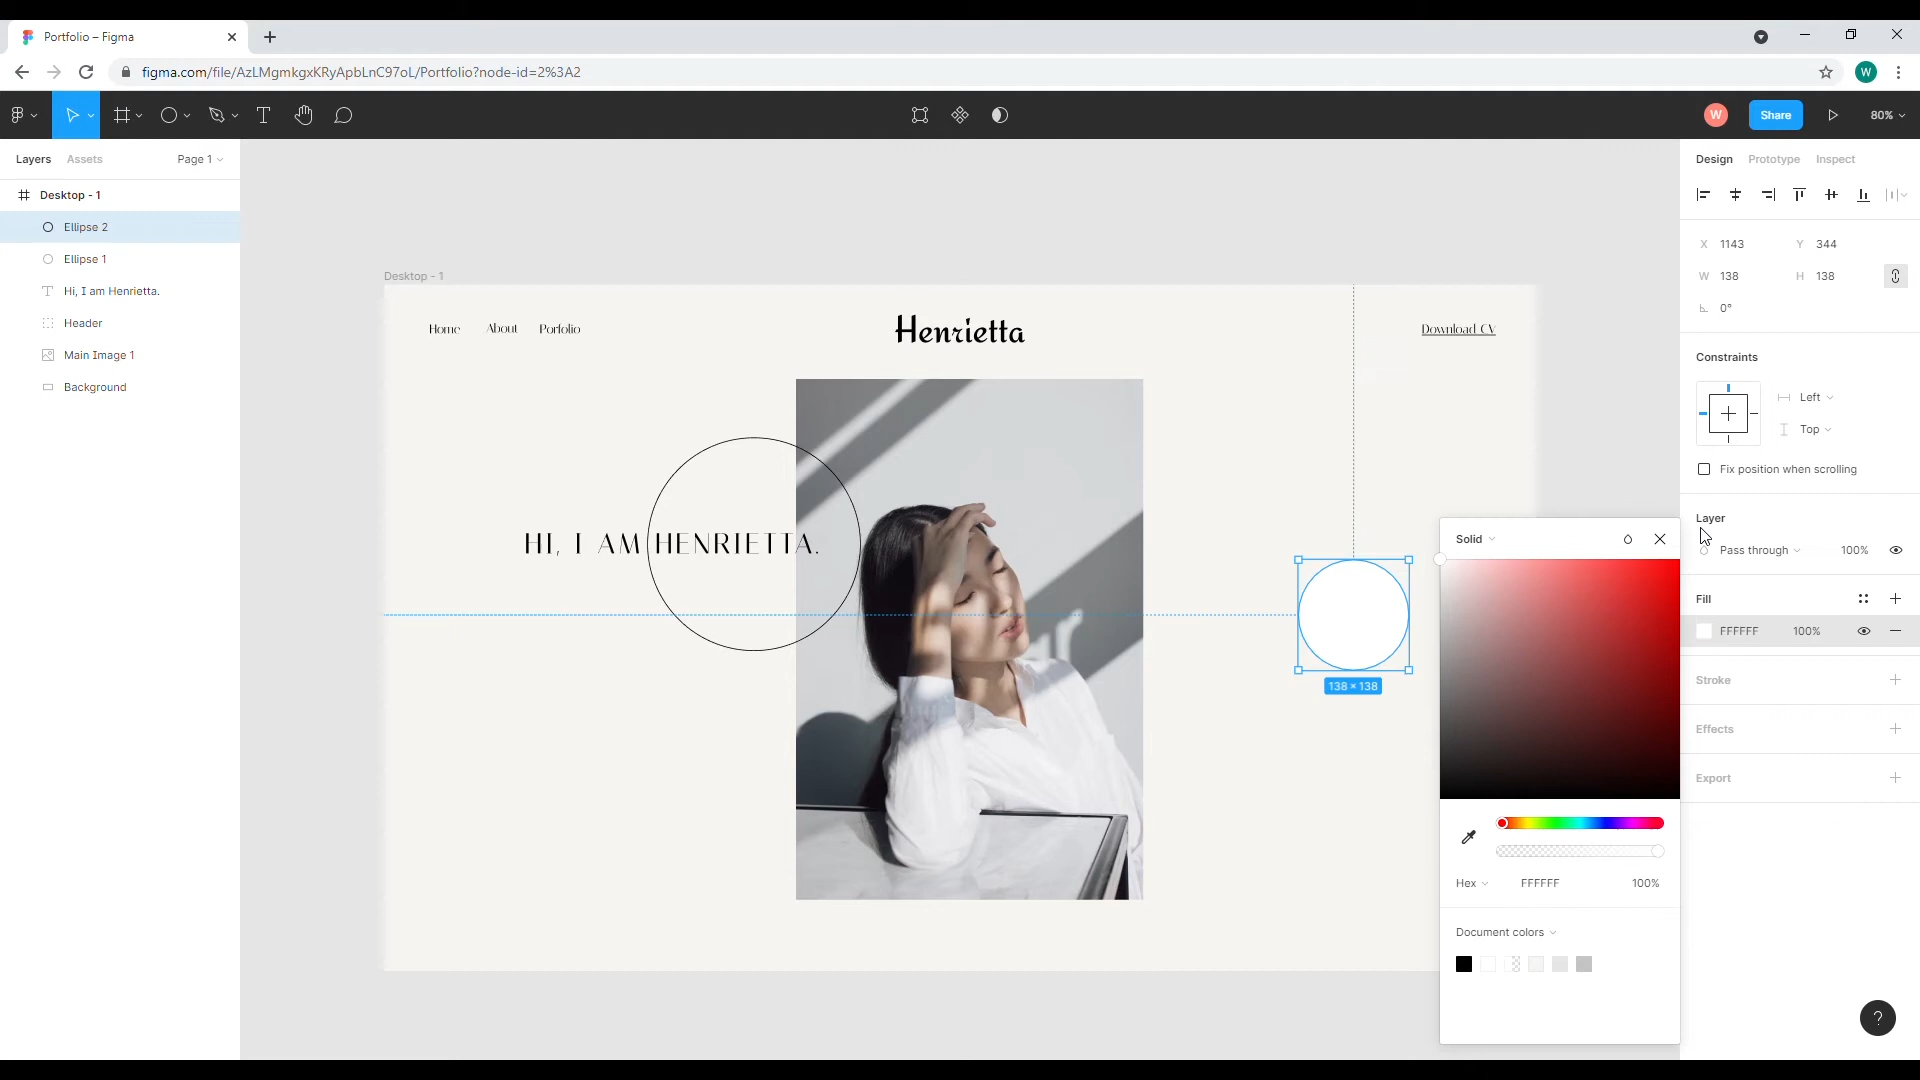 Portfolio – Figma
figma.com/file/AzLMgmkgxKRyApbLnC97oL/Portfolio?node-id=2%3A2
W
W
Share
80%
Layers
Assets
Page 1
Desktop - 1
Ellipse 2
Ellipse 1
Hi, I am Henrietta.
Header
Main Image 1
Background
Desktop - 1
Home
About
Porfolio
Henrietta
Download CV
HI, I AM HENRIETTA.
138 × 138
Design
Prototype
Inspect
X 1143
Y 344
W 138
H 138
0°
Constraints
Left
Top
Fix position when scrolling
Layer
Pass through
100%
Fill
FFFFFF
100%
Stroke
Effects
Export
Solid
Hex
FFFFFF
100%
Document colors
?